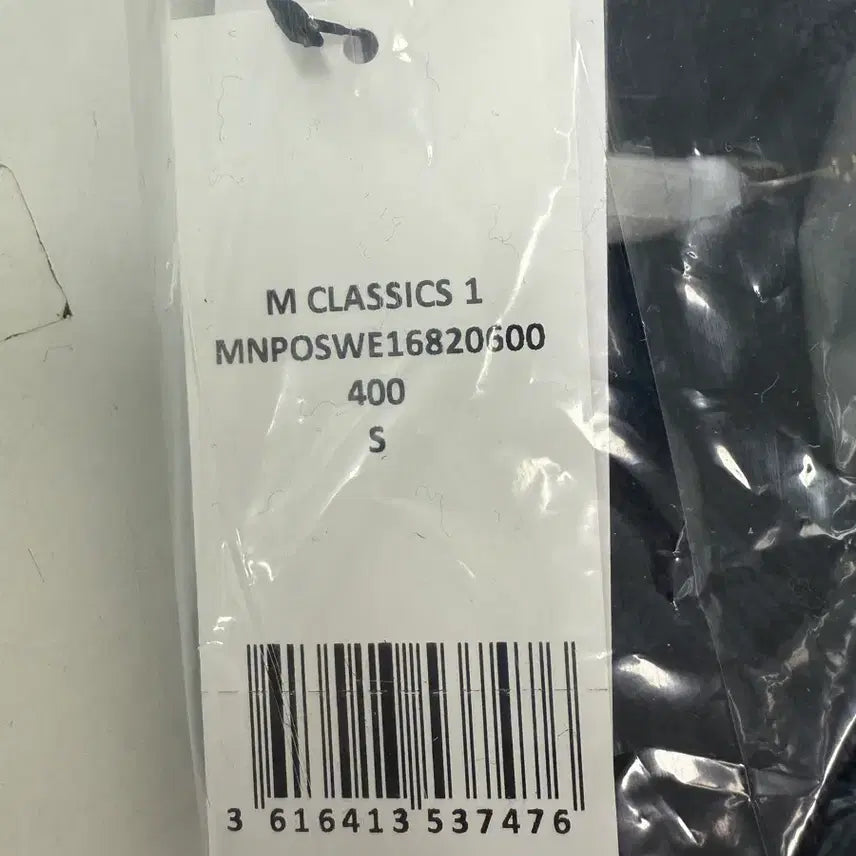 M CLASSICS 1
MNPOSWE16820600
400
S
3 616413 537476